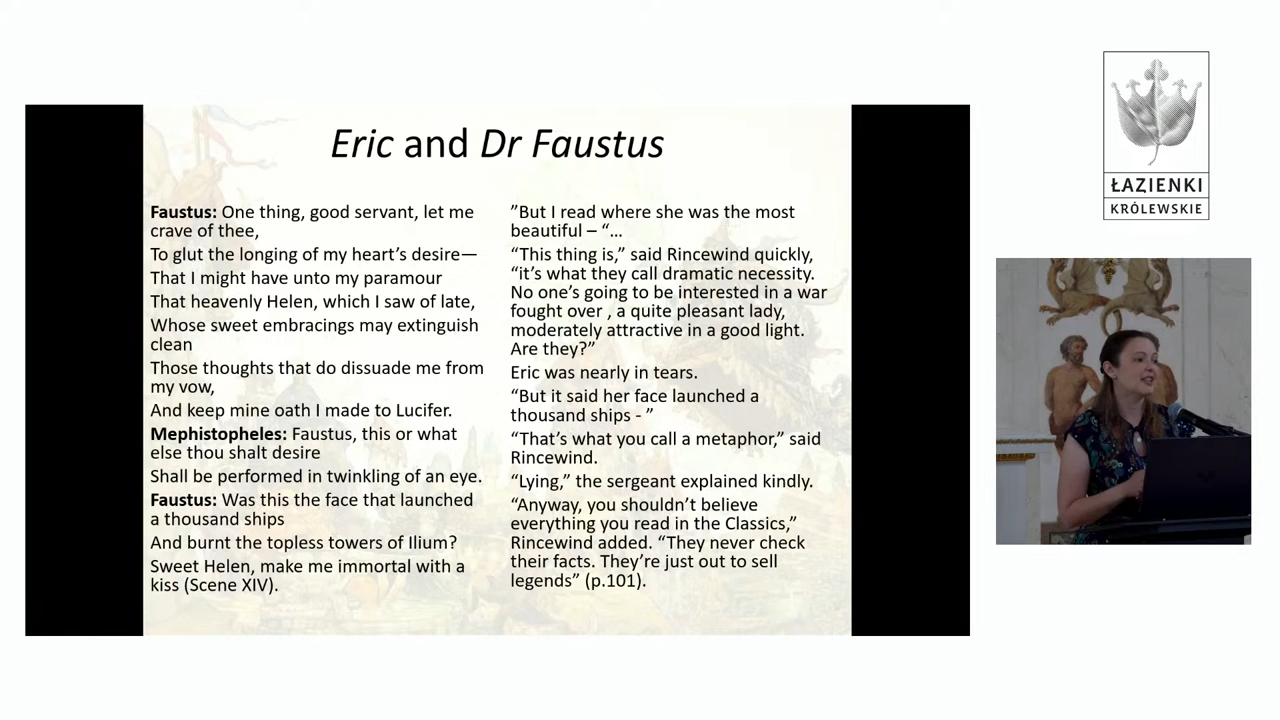 Eric and Dr Faustus
Faustus: One thing, good servant, let me
crave of thee,
To glut the longing of my heart’s desire—
That I might have unto my paramour
That heavenly Helen, which I saw of late,
Whose sweet embracings may extinguish
clean
Those thoughts that do dissuade me from
my vow,
And keep mine oath I made to Lucifer.
Mephistopheles: Faustus, this or what
else thou shalt desire
Shall be performed in twinkling of an eye.
Faustus: Was this the face that launched
a thousand ships
And burnt the topless towers of Ilium?
Sweet Helen, make me immortal with a
kiss (Scene XIV).
”But I read where she was the most
beautiful – “…
“This thing is,” said Rincewind quickly,
“it’s what they call dramatic necessity.
No one’s going to be interested in a war
fought over , a quite pleasant lady,
moderately attractive in a good light.
Are they?”
Eric was nearly in tears.
“But it said her face launched a
thousand ships - ”
“That’s what you call a metaphor,” said
Rincewind.
“Lying,” the sergeant explained kindly.
“Anyway, you shouldn’t believe
everything you read in the Classics,”
Rincewind added. “They never check
their facts. They’re just out to sell
legends” (p.101).
ŁAZIENKI
KRÓLEWSKIE